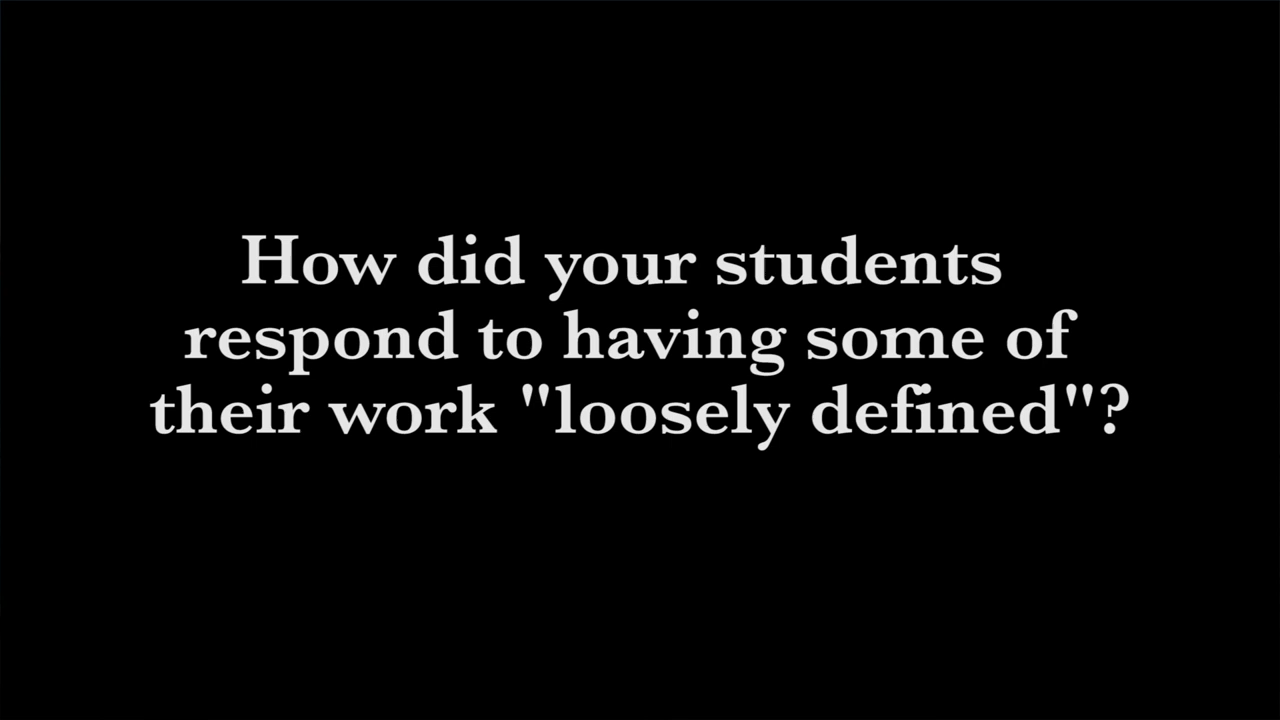 How did your students
respond to having some of
their work "loosely defined"?